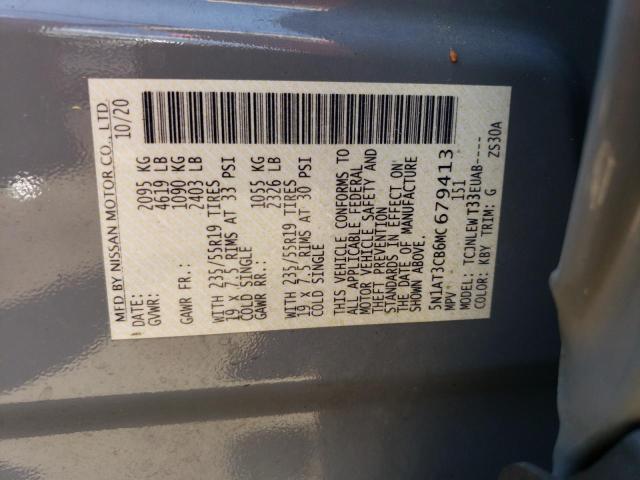 MFD BY NISSAN MOTOR CO., LTD.
DATE: 10/20
GVWR: 2095 KG
4619 LB
GAWR FR.: 1090 KG
2403 LB
WITH 235/55R19 TIRES
19 x 7.5 RIMS AT 33 PSI
COLD SINGLE
GAWR RR.: 1055 KG
2326 LB
WITH 235/55R19 TIRES
19 x 7.5 RIMS AT 30 PSI
COLD SINGLE
THIS VEHICLE CONFORMS TO
ALL APPLICABLE FEDERAL
MOTOR VEHICLE SAFETY AND
THEFT PREVENTION
STANDARDS IN EFFECT ON
THE DATE OF MANUFACTURE
SHOWN ABOVE.
5N1AT3CB6MC679413
MPV 151
MODEL: TCJNLEW T33EUAB-----
COLOR: KBY TRIM: G ZS30A